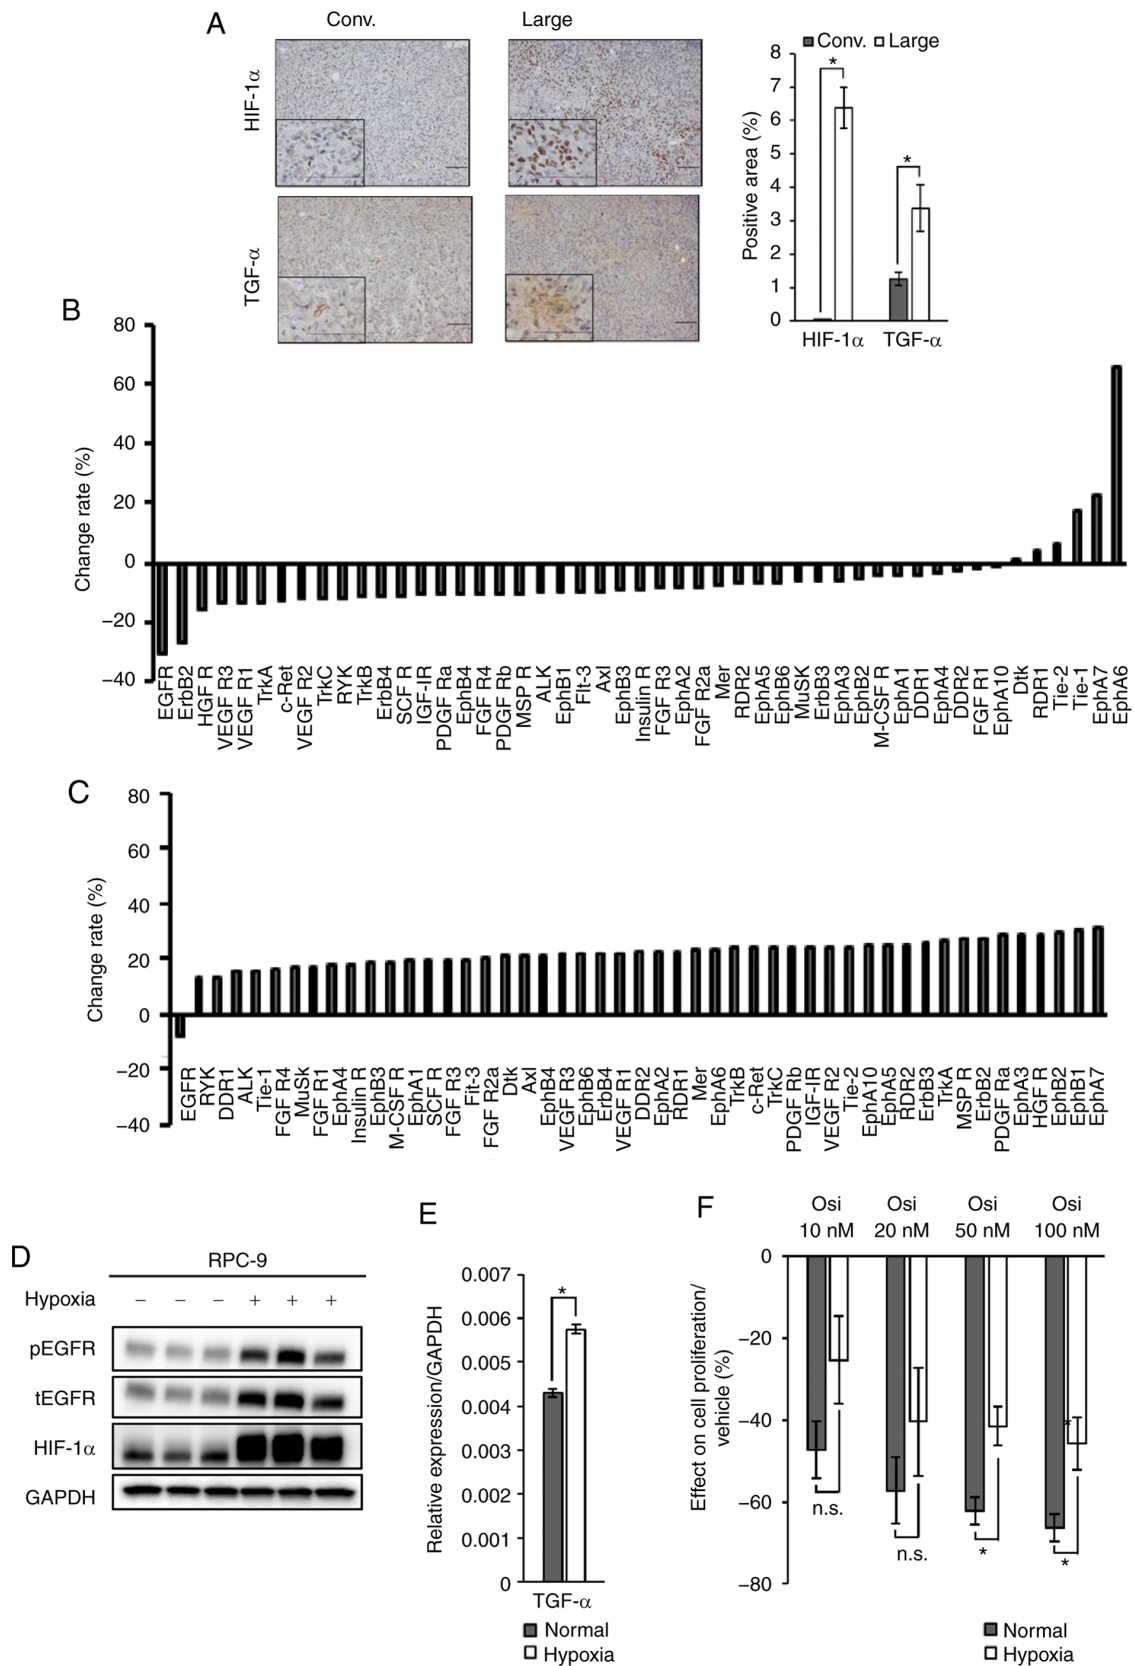 A
Conv.
Large
HIF-1α
TGF-α
Conv. Large
Positive area (%)
8
7
6
5
4
3
2
1
0
*
*
HIF-1α TGF-α
B
Change rate (%)
80
60
40
20
0
−20
−40
EGFR
ErbB2
HGF R
VEGF R3
VEGF R1
TrkA
c-Ret
VEGF R2
TrkC
RYK
TrkB
ErbB4
SCF R
IGF-IR
PDGF Ra
EphB4
FGF R4
PDGF Rb
MSP R
ALK
EphB1
Flt-3
Axl
EphB3
Insulin R
FGF R3
EphA2
FGF R2a
Mer
RDR2
EphA5
EphB6
MuSK
ErbB3
EphA3
EphB2
M-CSF R
EphA1
DDR1
EphA4
DDR2
FGF R1
EphA10
Dtk
RDR1
Tie-2
Tie-1
EphA7
EphA6
C
Change rate (%)
80
60
40
20
0
−20
−40
EGFR
RYK
DDR1
ALK
Tie-1
FGF R4
MuSk
FGF R1
EphA4
Insulin R
EphB3
M-CSF R
EphA1
SCF R
FGF R3
Fit-3
FGF R2a
Dtk
Axl
EphB4
VEGF R3
EphB6
ErbB4
VEGF R1
DDR2
EphA2
RDR1
Mer
EphA6
TrkB
c-Ret
TrkC
PDGF Rb
IGF-IR
VEGF R2
Tie-2
EphA10
EphA5
RDR2
ErbB3
TrkA
MSP R
ErbB2
PDGF Ra
EphA3
HGF R
EphB2
EphB1
EphA7
D
RPC-9
Hypoxia − − − + + +
pEGFR
tEGFR
HIF-1α
GAPDH
E
Relative expression/GAPDH
0.007
0.006
0.005
0.004
0.003
0.002
0.001
0
*
TGF-α
Normal
Hypoxia
F
Osi Osi Osi Osi
10 nM 20 nM 50 nM 100 nM
Effect on cell proliferation/
vehicle (%)
0
−20
−40
−60
−80
n.s.
n.s.
*
*
*
Normal
Hypoxia